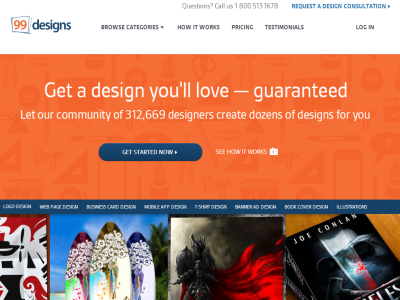 Questions? Call us 1 800 513 1678
REQUEST A DESIGN CONSULTATION
99designs
BROWSE CATEGORIES
HOW IT WORKS
PRICING
TESTIMONIALS
LOG IN
Get a design you'll love — guaranteed
Let our community of 312,669 designers create dozens of designs for you
GET STARTED NOW
SEE HOW IT WORKS
LOGO DESIGN
WEB PAGE DESIGN
BUSINESS CARD DESIGN
MOBILE APP DESIGN
T-SHIRT DESIGN
BANNER AD DESIGN
BOOK COVER DESIGN
ILLUSTRATIONS
JOE CONLAN